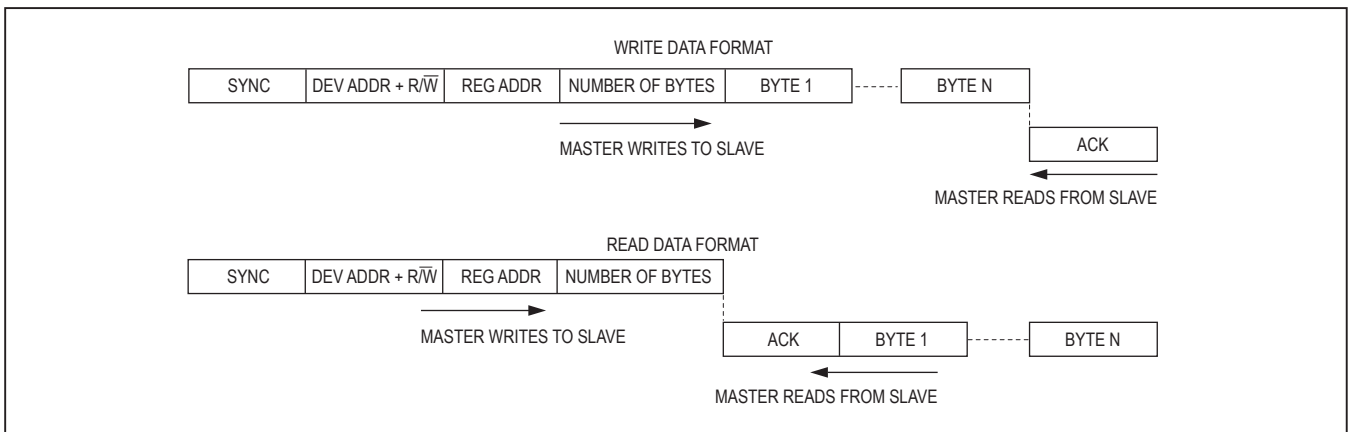 WRITE DATA FORMAT
SYNC DEV ADDR + R/W̅ REG ADDR NUMBER OF BYTES BYTE 1 BYTE N
MASTER WRITES TO SLAVE
ACK
MASTER READS FROM SLAVE
READ DATA FORMAT
SYNC DEV ADDR + R/W̅ REG ADDR NUMBER OF BYTES
MASTER WRITES TO SLAVE
ACK BYTE 1 BYTE N
MASTER READS FROM SLAVE